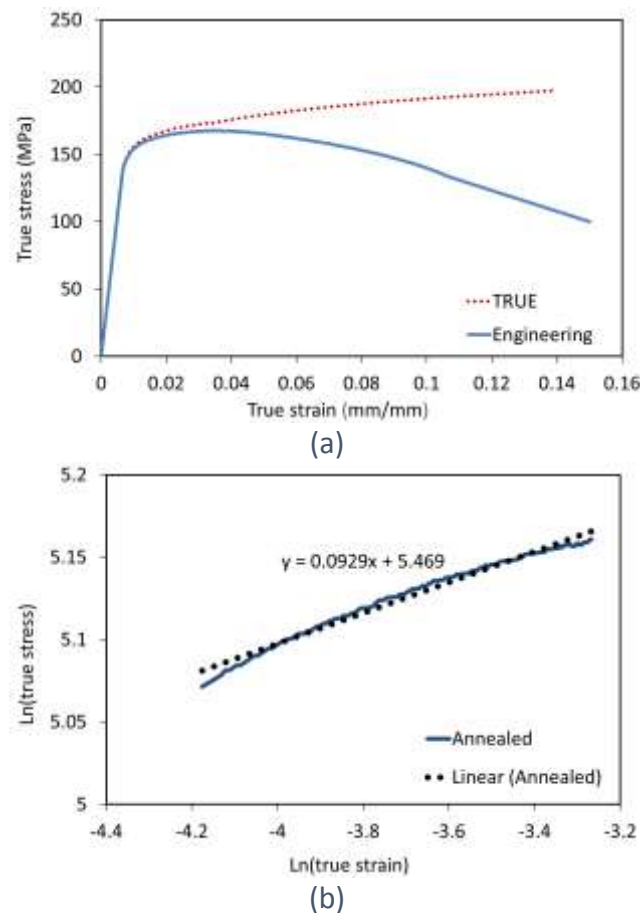 250
200
150
100
50
0
True stress (MPa)
TRUE
Engineering
0 0.02 0.04 0.06 0.08 0.1 0.12 0.14 0.16
True strain (mm/mm)
(a)
5.2
5.15
5.1
5.05
5
Ln(true stress)
y = 0.0929x + 5.469
Annealed
Linear (Annealed)
-4.4 -4.2 -4 -3.8 -3.6 -3.4 -3.2
Ln(true strain)
(b)